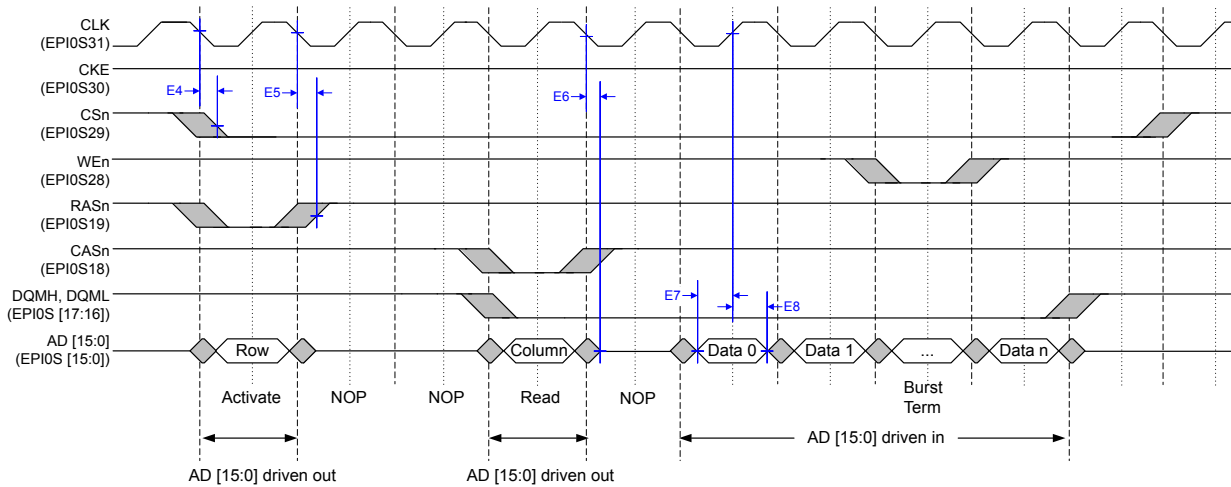 CLK
(EPI0S31)
CKE
(EPI0S30)
E4
E5
E6
CSn
(EPI0S29)
WEn
(EPI0S28)
RASn
(EPI0S19)
CASn
(EPI0S18)
DQMH, DQML
(EPI0S [17:16])
E7
E8
AD [15:0]
(EPI0S [15:0])
Row
Column
Data 0
Data 1
...
Data n
Activate
NOP
NOP
Read
NOP
Burst
Term
AD [15:0] driven in
AD [15:0] driven out
AD [15:0] driven out